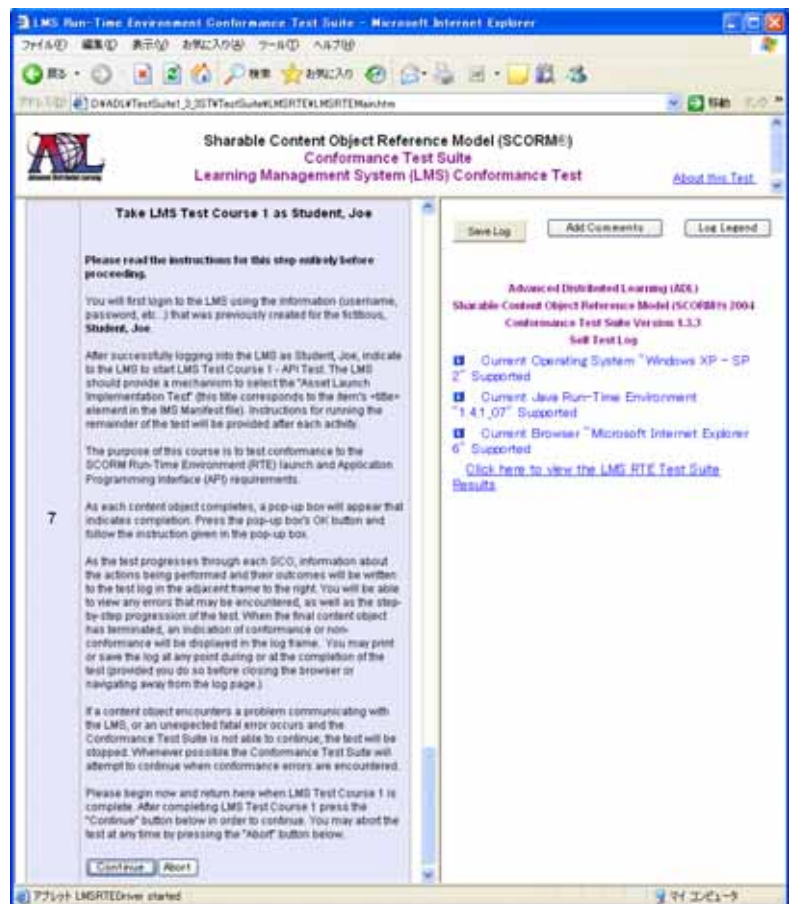 LMS Run-Time Environment Conformance Test Suite - Microsoft Internet Explorer
ファイル(F) 編集(E) 表示(V) お気に入り(A) ツール(T) ヘルプ(H)
戻る 検索 お気に入り
アドレス(D) D:¥ADL¥TestSuite1_3_3ST¥TestSuite¥LMSRTE¥LMSRTEMain.htm 移動
ADL
Sharable Content Object Reference Model (SCORM®)
Conformance Test Suite
Learning Management System (LMS) Conformance Test
About this Test
Take LMS Test Course 1 as Student, Joe
Please read the instructions for this step entirely before
proceeding.
You will first login to the LMS using the information (username,
password, etc...) that was previously created for the fictitious,
Student, Joe.
After successfully logging into the LMS as Student, Joe, indicate
to the LMS to start LMS Test Course 1 - API Test. The LMS
should provide a mechanism to select the "Asset Launch
Implementation Test" (this title corresponds to the item's <title>
element in the IMS Manifest file). Instructions for running the
remainder of the test will be provided after each activity.
The purpose of this course is to test conformance to the
SCORM Run-Time Environment (RTE) launch and Application
Programming Interface (API) requirements.
As each content object completes, a pop-up box will appear that
indicates completion. Press the pop-up box's OK button and
follow the instruction given in the pop-up box.
7
As the test progresses through each SCO, information about
the actions being performed and their outcomes will be written
to the test log in the adjacent frame to the right. You will be able
to view any errors that may be encountered, as well as the step-
by-step progression of the test. When the final content object
has terminated, an indication of conformance or non-
conformance will be displayed in the log frame. You may print
or save the log at any point during or at the completion of the
test (provided you do so before closing the browser or
navigating away from the log page.)
If a content object encounters a problem communicating with
the LMS, or an unexpected fatal error occurs and the
Conformance Test Suite is not able to continue, the test will be
stopped. Whenever possible the Conformance Test Suite will
attempt to continue when conformance errors are encountered.
Please begin now and return here when LMS Test Course 1 is
complete. After completing LMS Test Course 1 press the
"Continue" button below in order to continue. You may abort the
test at any time by pressing the "Abort" button below.
Continue Abort
Save Log Add Comments Log Legend
Advanced Distributed Learning (ADL)
Sharable Content Object Reference Model (SCORM®) 2004
Conformance Test Suite Version 1.3.3
Self Test Log
Current Operating System "Windows XP - SP
2" Supported
Current Java Run-Time Environment
"1.4.1_07" Supported
Current Browser "Microsoft Internet Explorer
6" Supported
Click here to view the LMS RTE Test Suite
Results
アプレット LMSRTEDriver started マイ コンピュータ